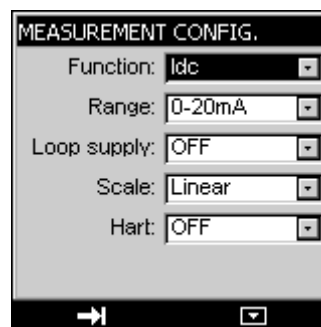 MEASUREMENT CONFIG.
Function: Idc
Range: 0-20mA
Loop supply: OFF
Scale: Linear
Hart: OFF